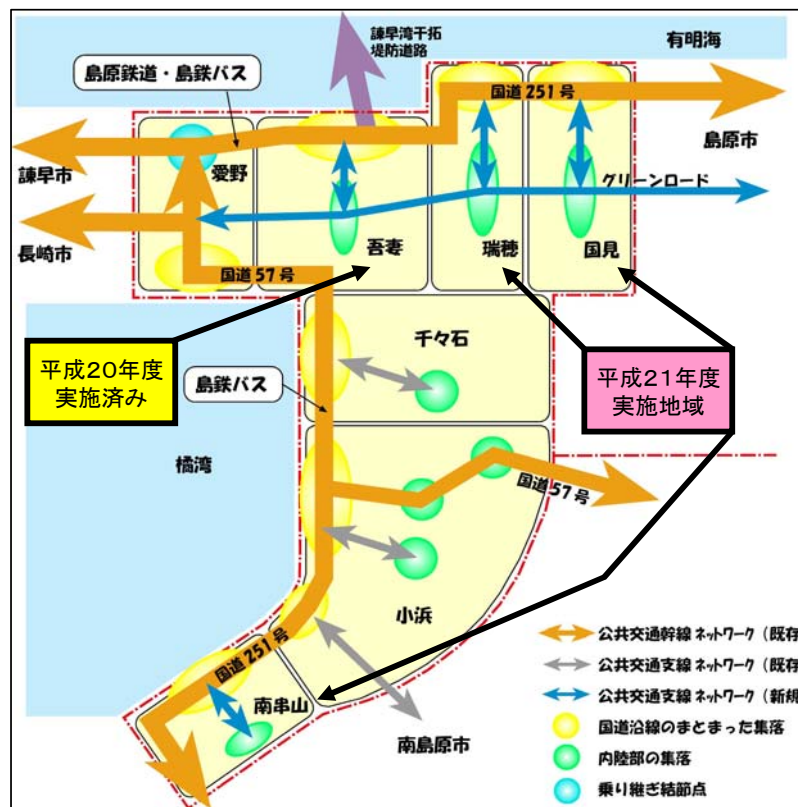 諫早湾干拓
堤防道路
有明海
島原鉄道・島鉄バス
国道251号
島原市
諫早市
愛野
グリーンロード
長崎市
吾妻
瑞穂
国見
国道57号
千々石
平成20年度
実施済み
島鉄バス
平成21年度
実施地域
橘湾
国道57号
小浜
国道251号
南串山
南島原市
公共交通幹線ネットワーク(既存
公共交通支線ネットワーク(既存
公共交通支線ネットワーク(新規
国道沿線のまとまった集落
内陸部の集落
乗り継ぎ結節点